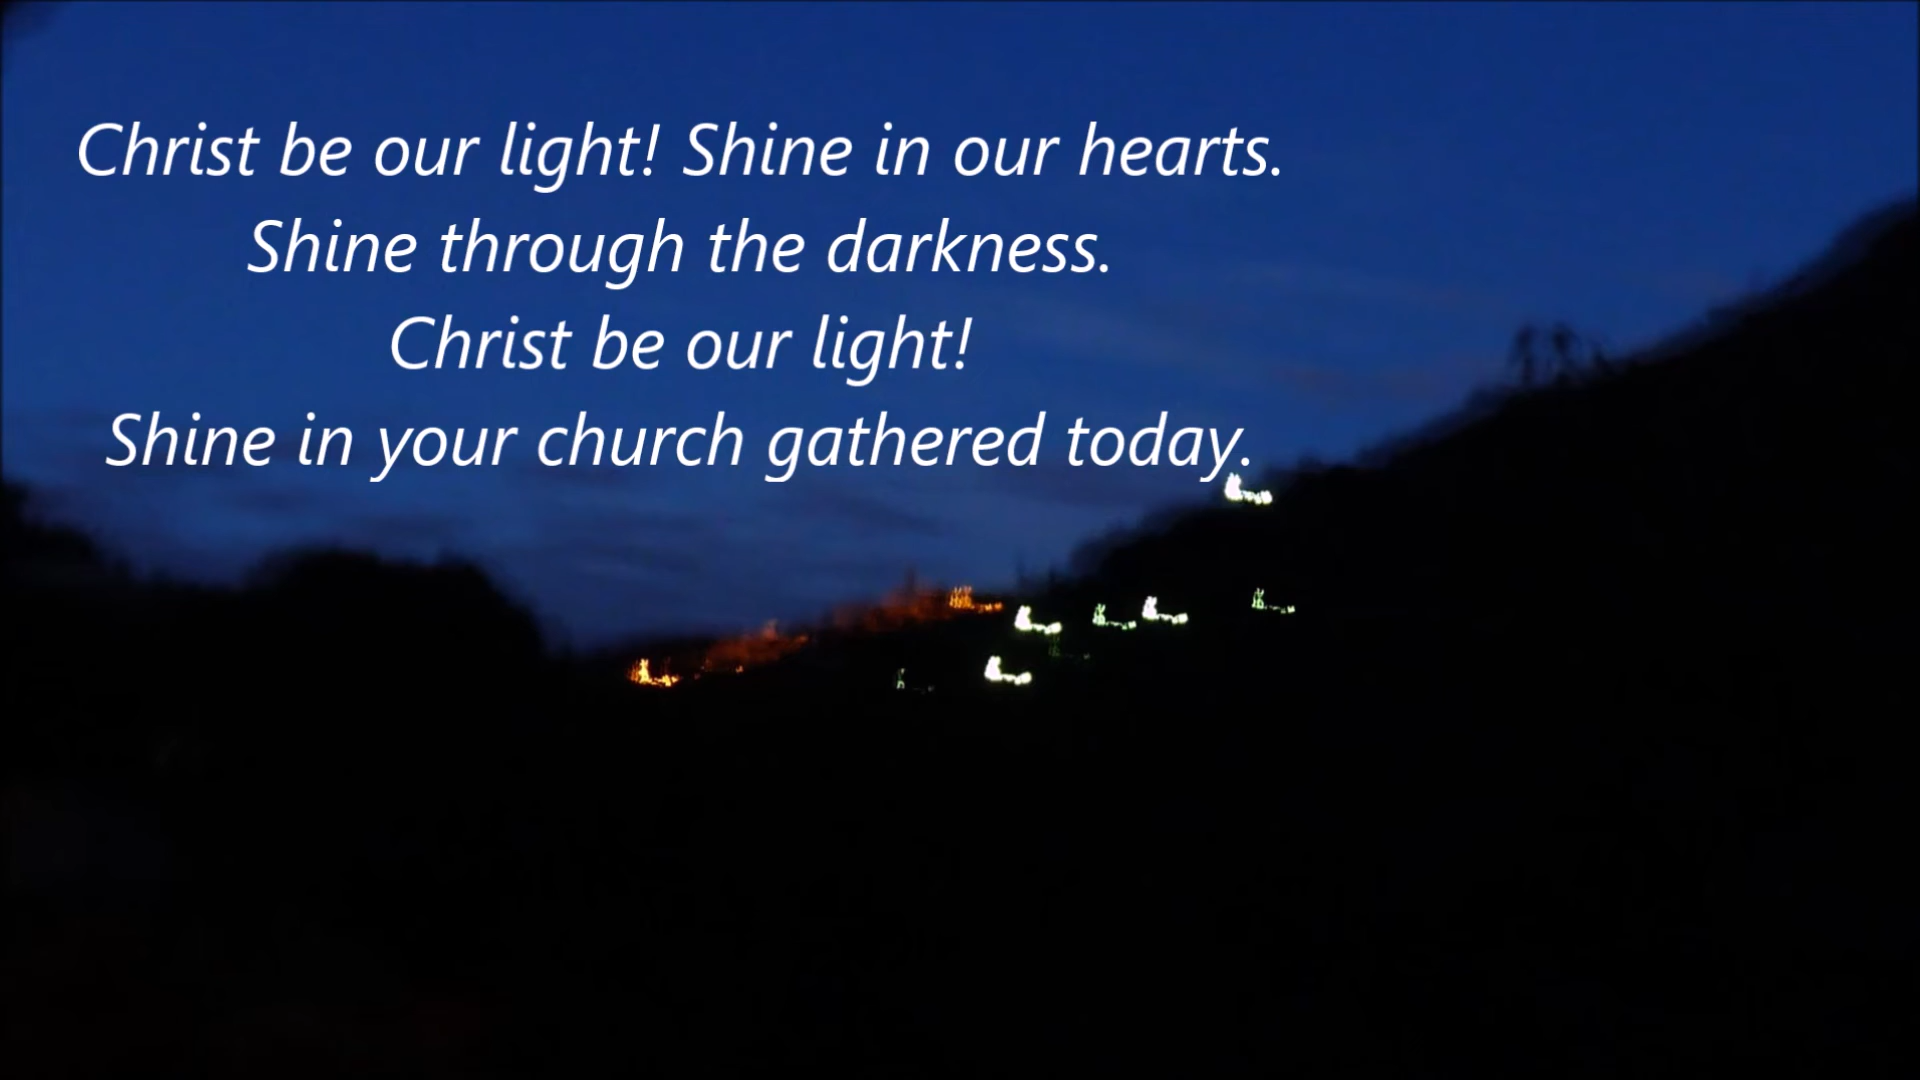 Christ be our light! Shine in our hearts.
Shine through the darkness.
Christ be our light!
Shine in your church gathered today.